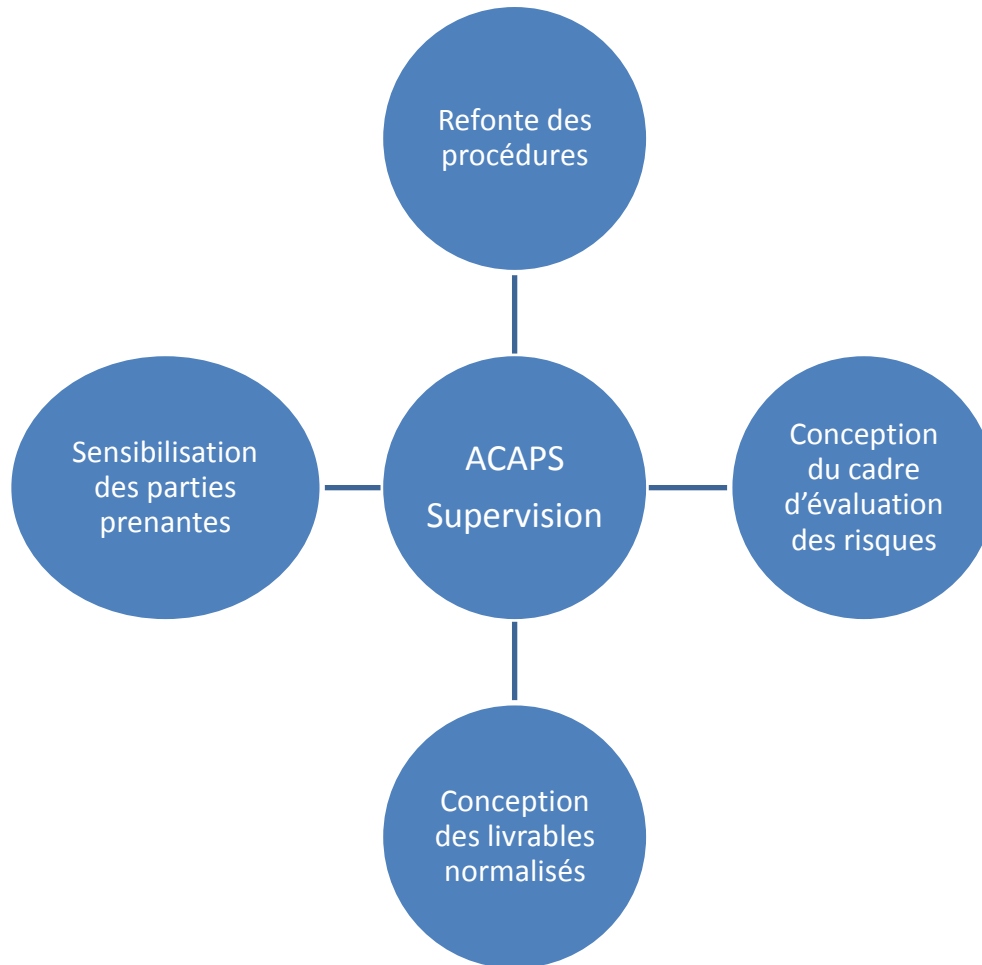 Refonte des
procédures
Sensibilisation
des parties
prenantes
ACAPS
Supervision
Conception
du cadre
d’évaluation
des risques
Conception
des livrables
normalisés